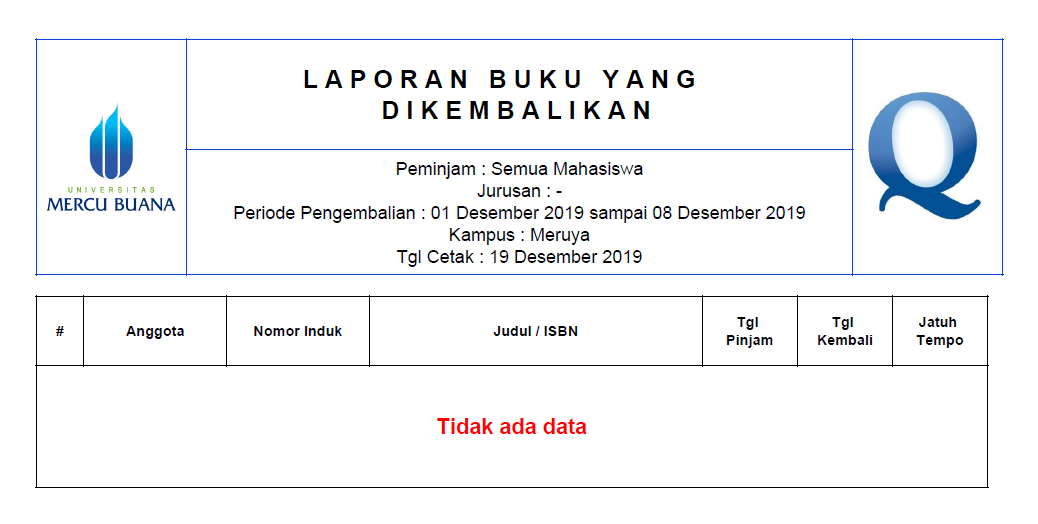 LAPORAN BUKU YANG
DIKEMBALIKAN
UNIVERSITAS
MERCU BUANA
Peminjam : Semua Mahasiswa
Jurusan : -
Periode Pengembalian : 01 Desember 2019 sampai 08 Desember 2019
Kampus : Meruya
Tgl Cetak : 19 Desember 2019
Q
# Anggota Nomor Induk Judul / ISBN Tgl Pinjam Tgl Kembali Jatuh Tempo
Tidak ada data